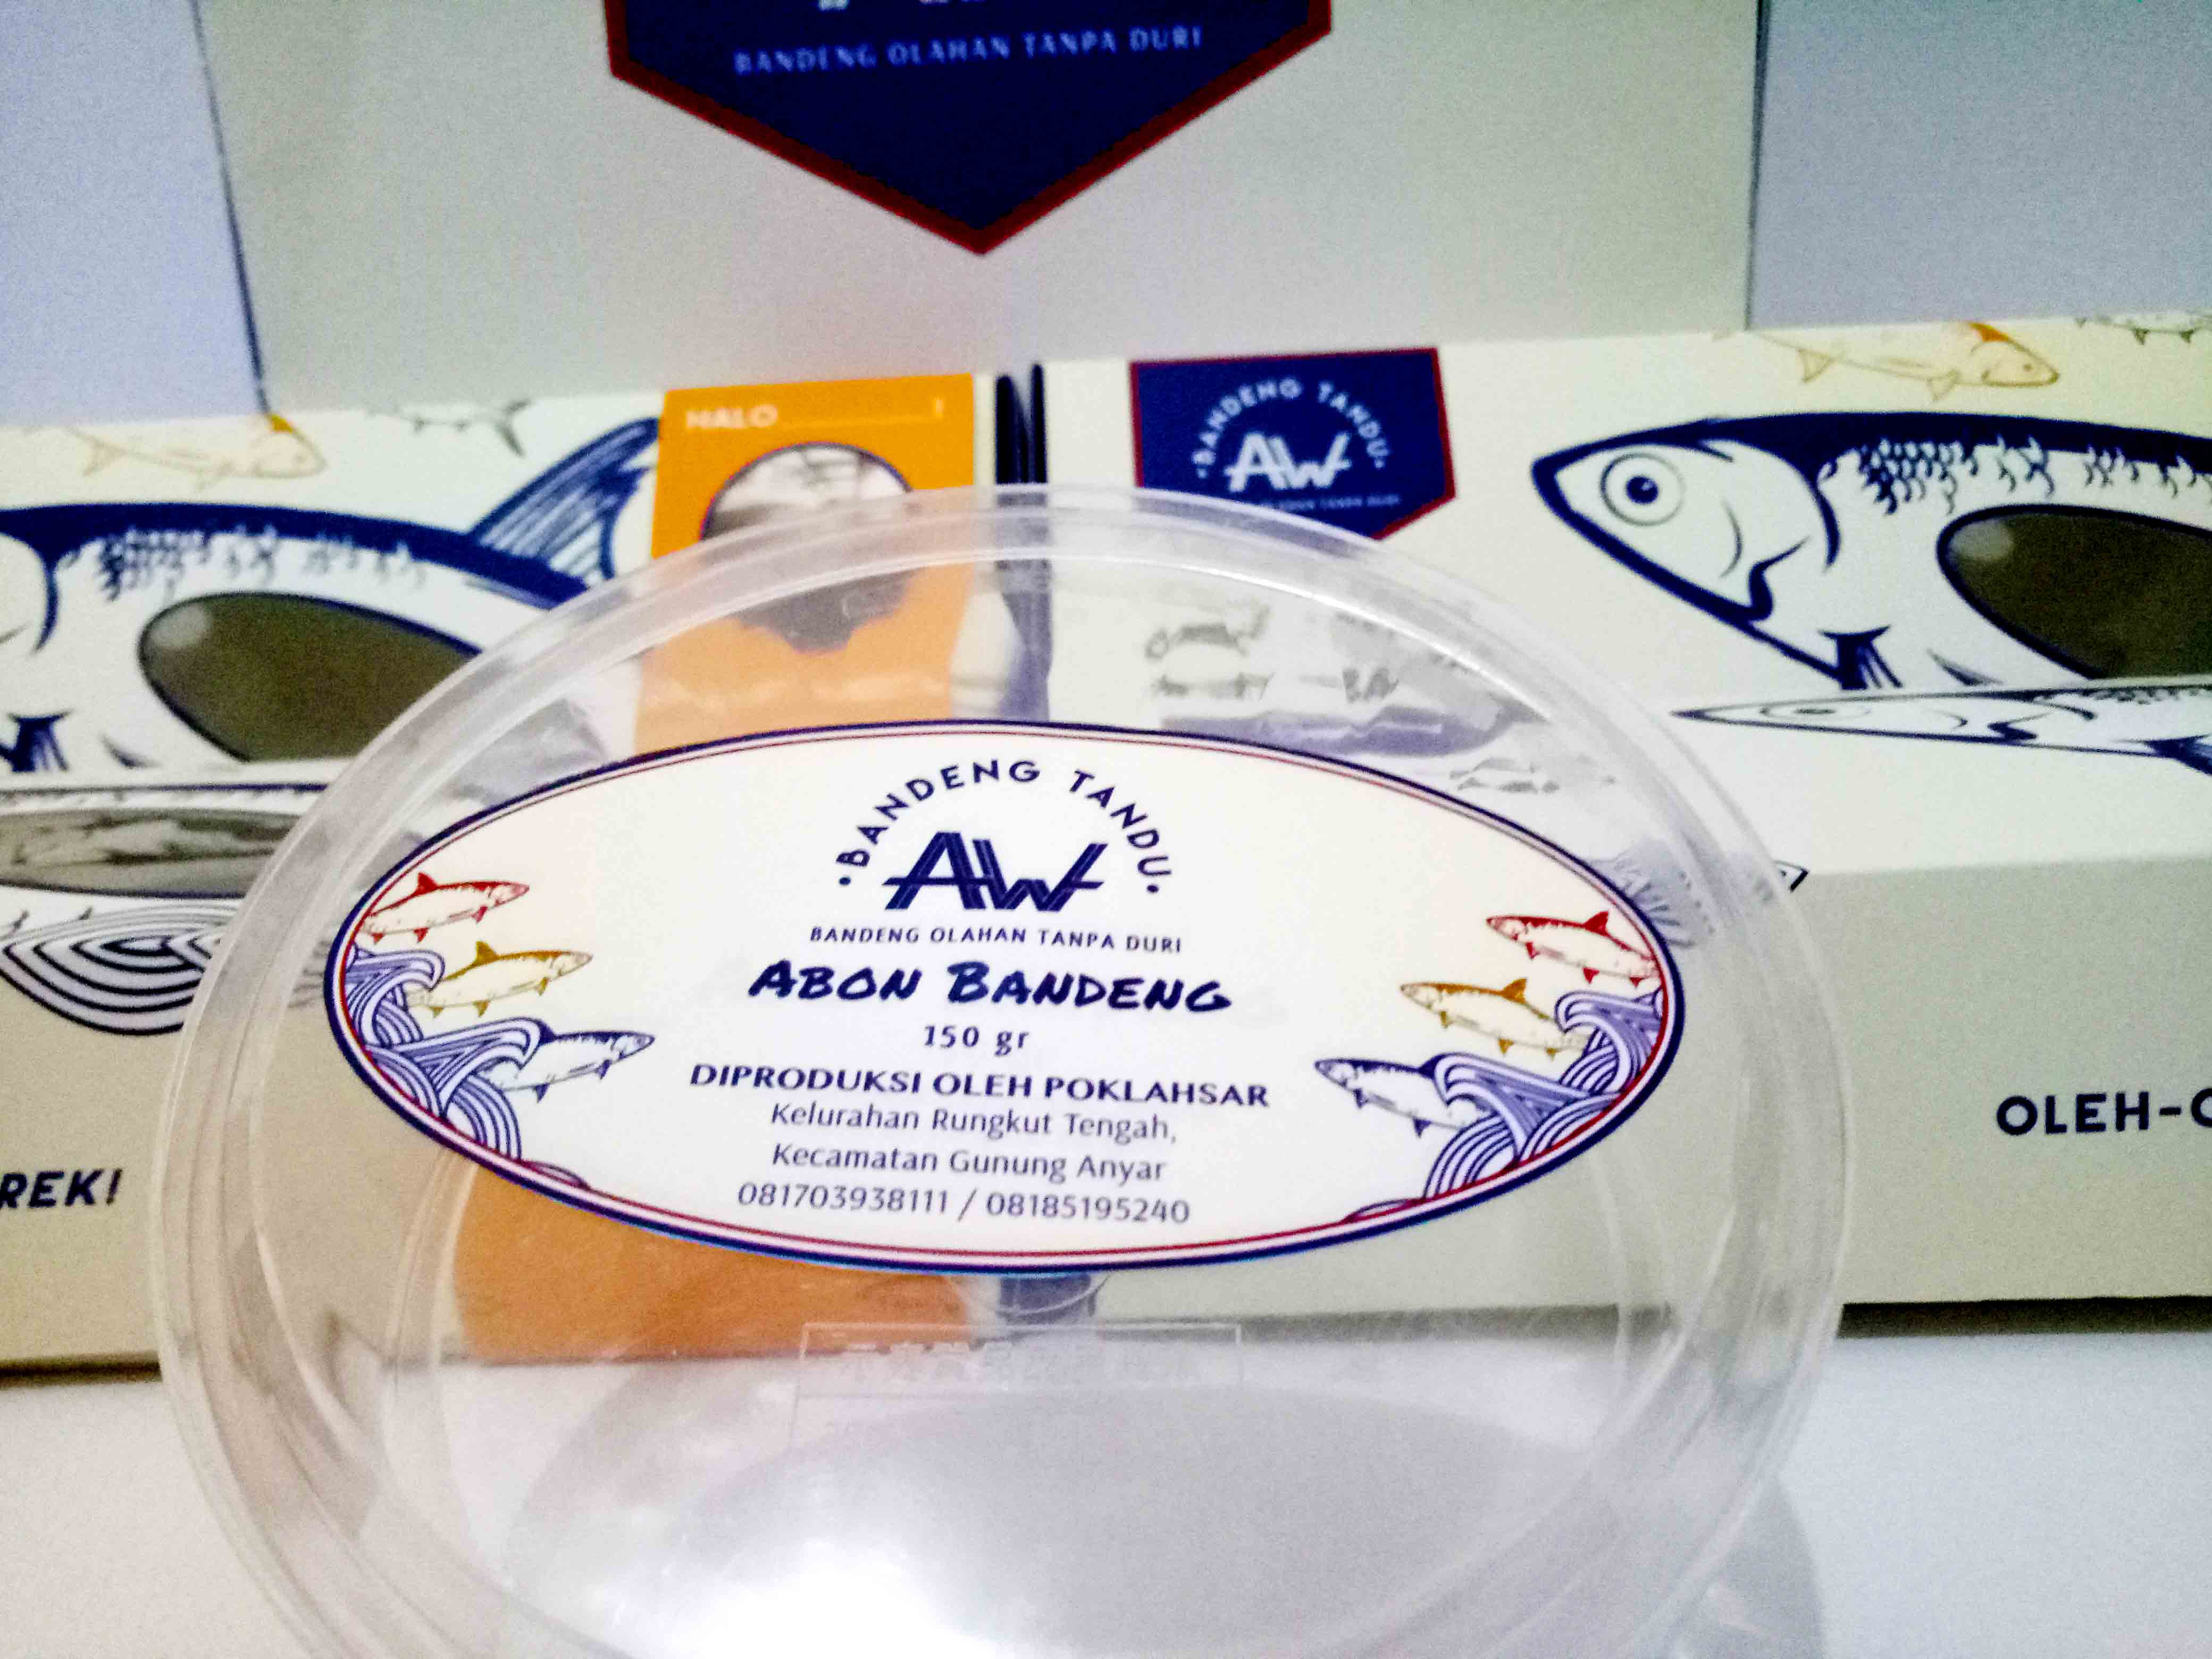 BANDENG OLAHAN TANPA DURI
HALO !
· BANDENG TANDU ·
AW
· BANDENG TANDU ·
AW
BANDENG OLAHAN TANPA DURI
ABON BANDENG
150 gr
DIPRODUKSI OLEH POKLAHSAR
Kelurahan Rungkut Tengah,
Kecamatan Gunung Anyar
081703938111 / 08185195240
REK!
OLEH-